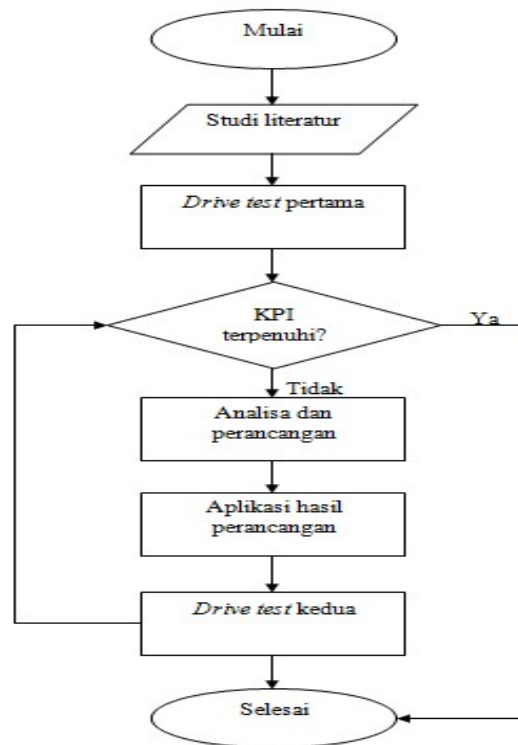 Mulai
Studi literatur
Drive test pertama
KPI
terpenuhi?
Ya
Tidak
Analisa dan
perancangan
Aplikasi hasil
perancangan
Drive test kedua
Selesai